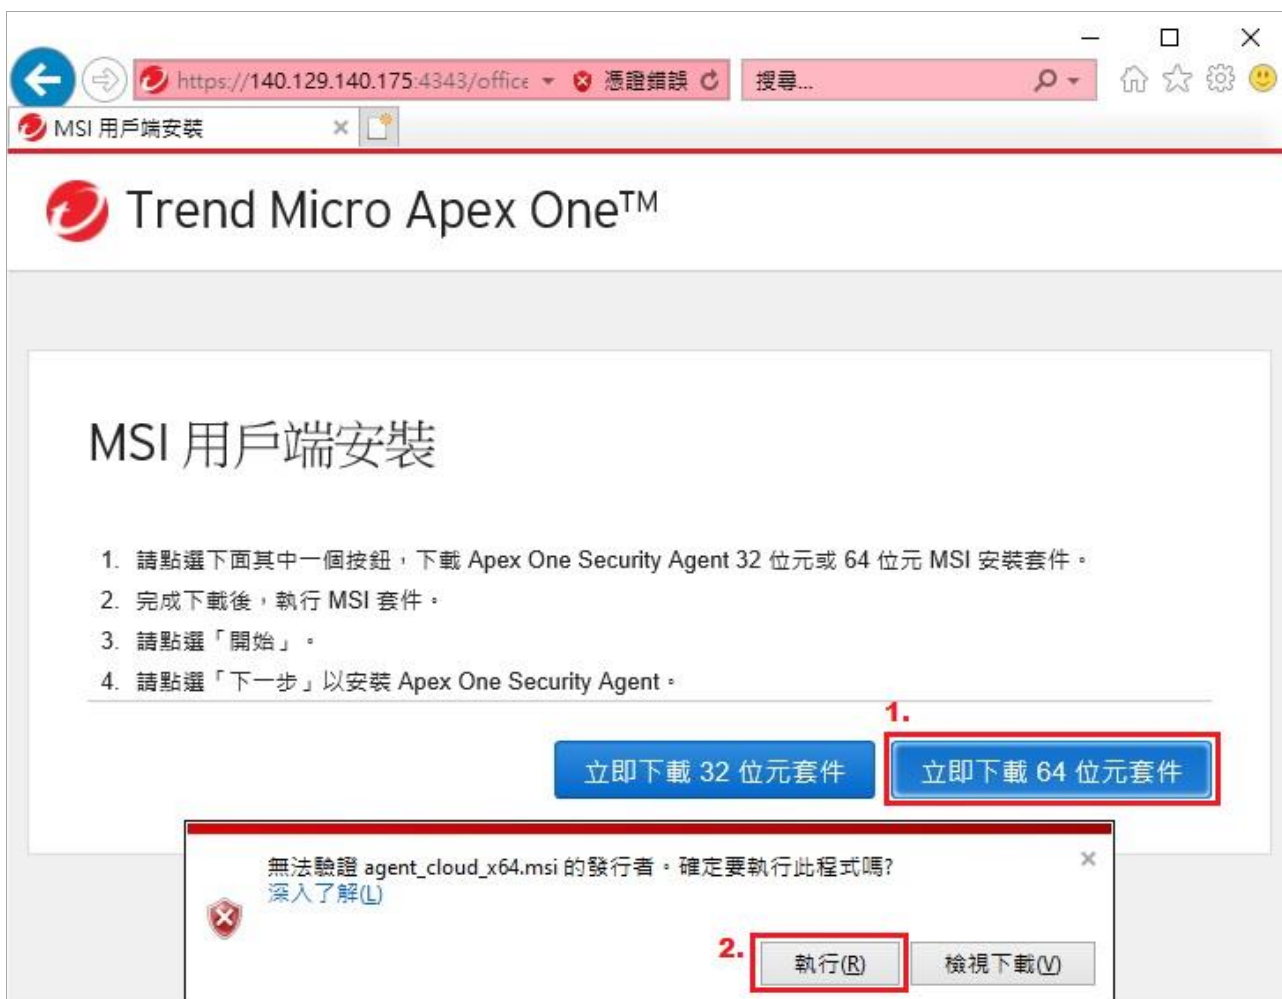 https://140.129.140.175:4343/office
憑證錯誤
搜尋...
MSI 用戶端安裝
Trend Micro Apex One™
MSI 用戶端安裝
1. 請點選下面其中一個按鈕，下載 Apex One Security Agent 32 位元或 64 位元 MSI 安裝套件。
2. 完成下載後，執行 MSI 套件。
3. 請點選「開始」。
4. 請點選「下一步」以安裝 Apex One Security Agent。
1.
立即下載 32 位元套件
立即下載 64 位元套件
無法驗證 agent_cloud_x64.msi 的發行者。確定要執行此程式嗎?
深入了解(L)
2.
執行(R)
檢視下載(V)